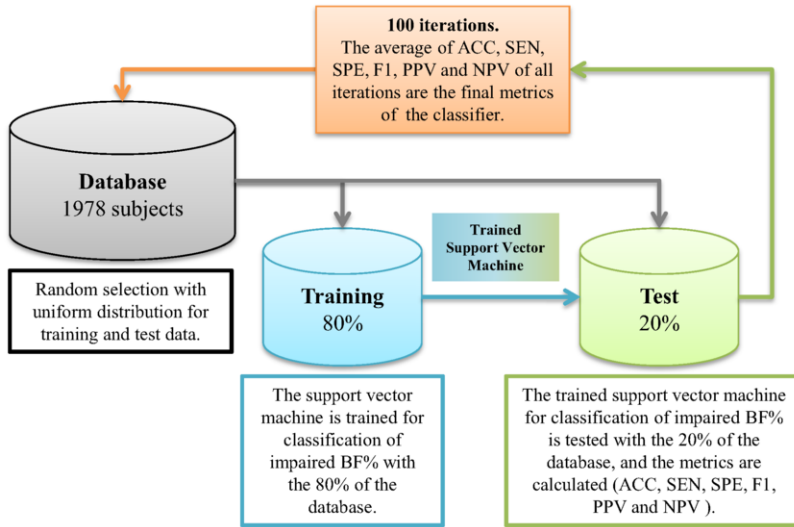 100 iterations.
The average of ACC, SEN,
SPE, F1, PPV and NPV of all
iterations are the final metrics
of the classifier.
Database
1978 subjects
Random selection with
uniform distribution for
training and test data.
Trained
Support Vector
Machine
Training
80%
Test
20%
The support vector
machine is trained for
classification of
impaired BF% with
the 80% of the
database.
The trained support vector machine
for classification of impaired BF%
is tested with the 20% of the
database, and the metrics are
calculated (ACC, SEN, SPE, F1,
PPV and NPV ).